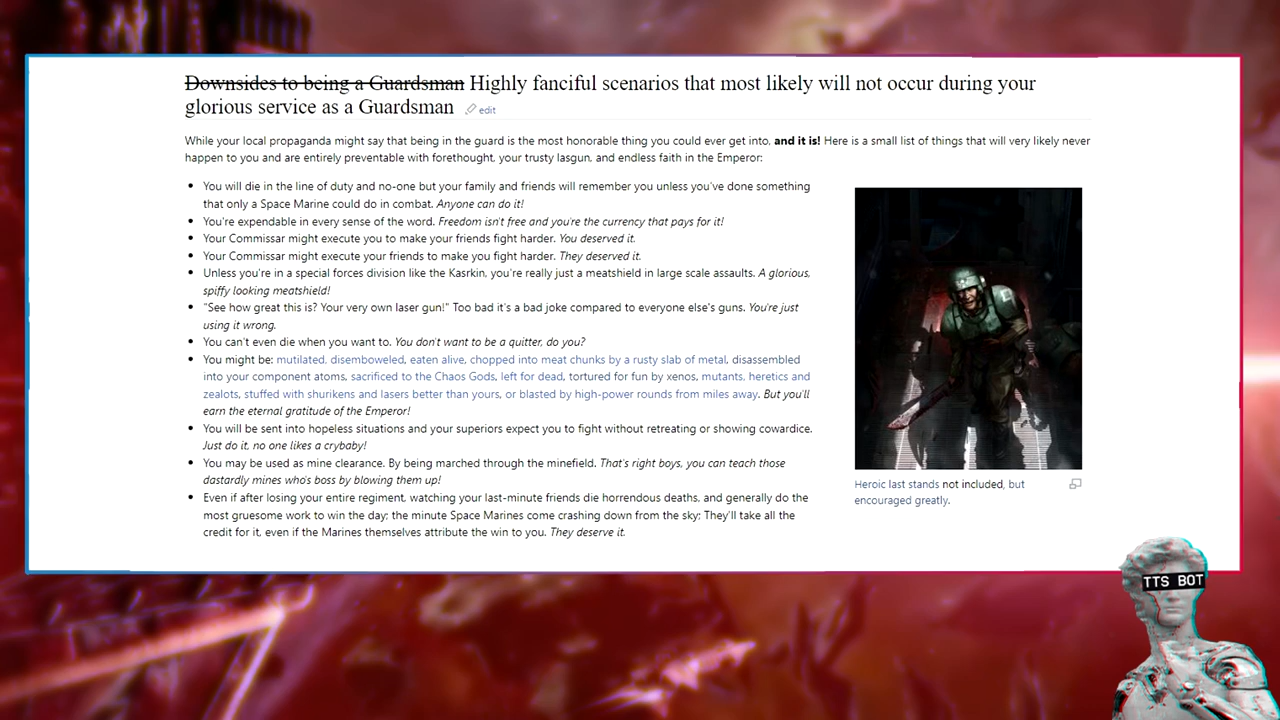 Downsides to being a Guardsman Highly fanciful scenarios that most likely will not occur during your
glorious service as a Guardsman edit
While your local propaganda might say that being in the guard is the most honorable thing you could ever get into, and it is! Here is a small list of things that will very likely never
happen to you and are entirely preventable with forethought, your trusty lasgun, and endless faith in the Emperor:
• You will die in the line of duty and no-one but your family and friends will remember you unless you've done something
that only a Space Marine could do in combat. Anyone can do it!
• You're expendable in every sense of the word. Freedom isn't free and you're the currency that pays for it!
• Your Commissar might execute you to make your friends fight harder. You deserved it.
• Your Commissar might execute your friends to make you fight harder. They deserved it.
• Unless you're in a special forces division like the Kasrkin, you're really just a meatshield in large scale assaults. A glorious,
spiffy looking meatshield!
• "See how great this is? Your very own laser gun!" Too bad it's a bad joke compared to everyone else's guns. You're just
using it wrong.
• You can't even die when you want to. You don't want to be a quitter, do you?
• You might be: mutilated, disemboweled, eaten alive, chopped into meat chunks by a rusty slab of metal, disassembled
into your component atoms, sacrificed to the Chaos Gods, left for dead, tortured for fun by xenos, mutants, heretics and
zealots, stuffed with shurikens and lasers better than yours, or blasted by high-power rounds from miles away. But you'll
earn the eternal gratitude of the Emperor!
• You will be sent into hopeless situations and your superiors expect you to fight without retreating or showing cowardice.
Just do it, no one likes a crybaby!
• You may be used as mine clearance. By being marched through the minefield. That's right boys, you can teach those
dastardly mines who's boss by blowing them up!
• Even if after losing your entire regiment, watching your last-minute friends die horrendous deaths, and generally do the
most gruesome work to win the day; the minute Space Marines come crashing down from the sky: They'll take all the
credit for it, even if the Marines themselves attribute the win to you. They deserve it.
Heroic last stands not included, but
encouraged greatly.
TTS BOT